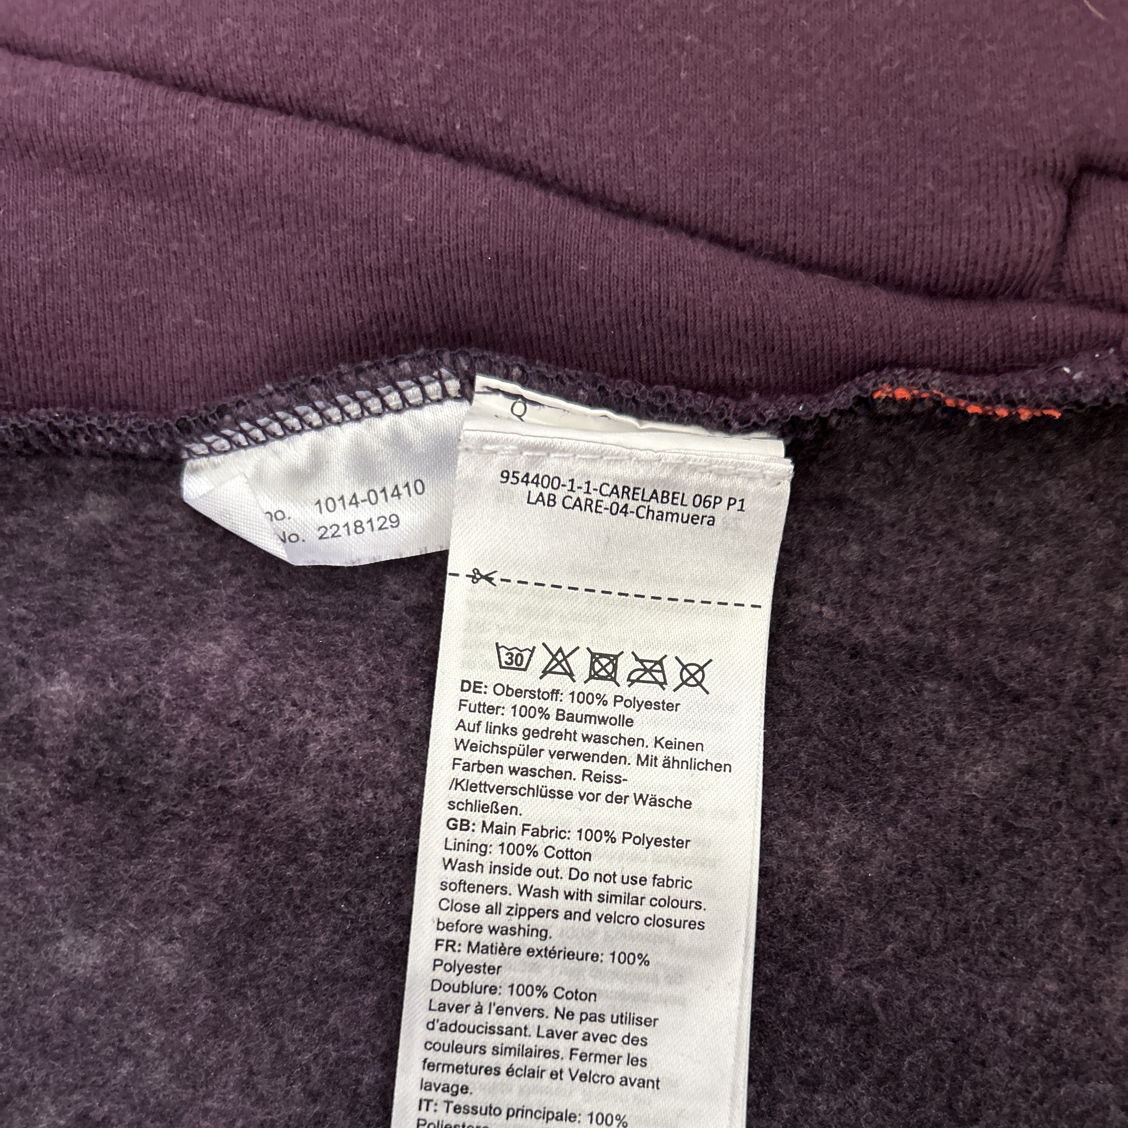 Q
1014-01410
No. 2218129
954400-1-1-CARELABEL 06P P1
LAB CARE-04-Chamuera
30
DE: Oberstoff: 100% Polyester
Futter: 100% Baumwolle
Auf links gedreht waschen. Keinen
Weichspüler verwenden. Mit ähnlichen
Farben waschen. Reiss-
/Klettverschlüsse vor der Wäsche
schließen.
GB: Main Fabric: 100% Polyester
Lining: 100% Cotton
Wash inside out. Do not use fabric
softeners. Wash with similar colours.
Close all zippers and velcro closures
before washing.
FR: Matière extérieure: 100%
Polyester
Doublure: 100% Coton
Laver à l'envers. Ne pas utiliser
d'adoucissant. Laver avec des
couleurs similaires. Fermer les
fermetures éclair et Velcro avant
lavage.
IT: Tessuto principale: 100%